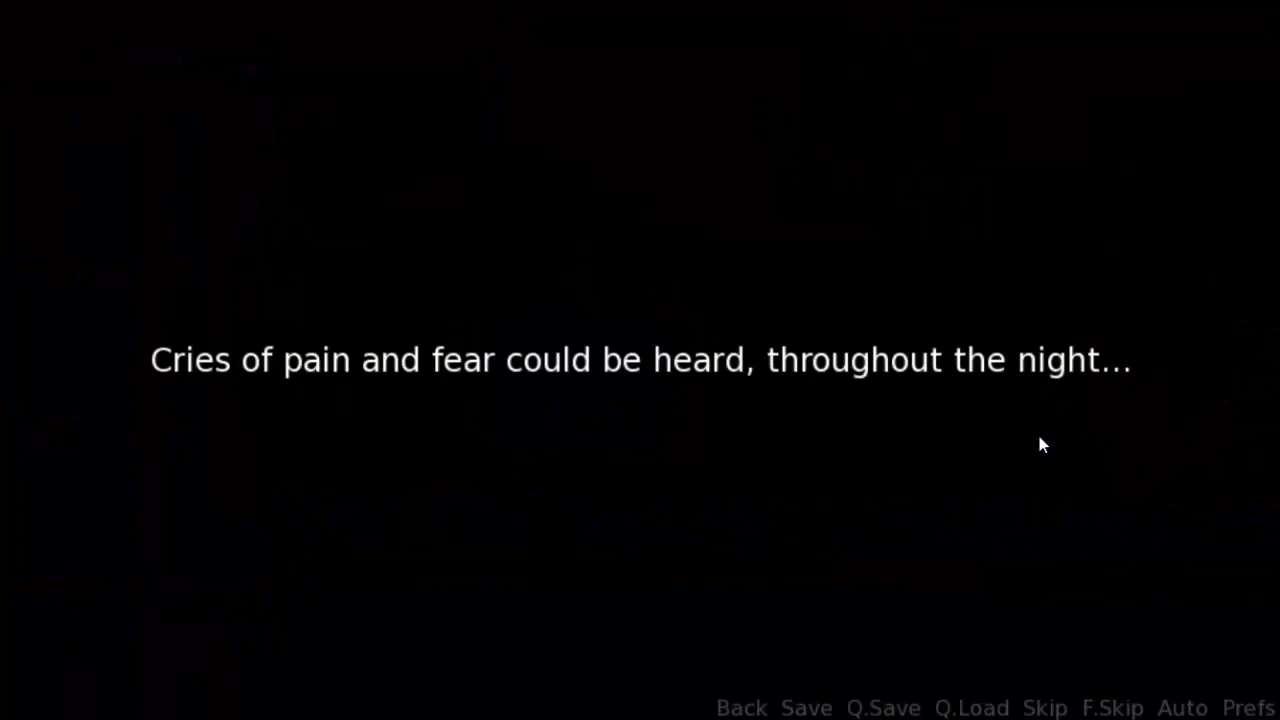 Cries of pain and fear could be heard, throughout the night...
Back Save Q.Save Q.Load Skip F.Skip Auto Prefs